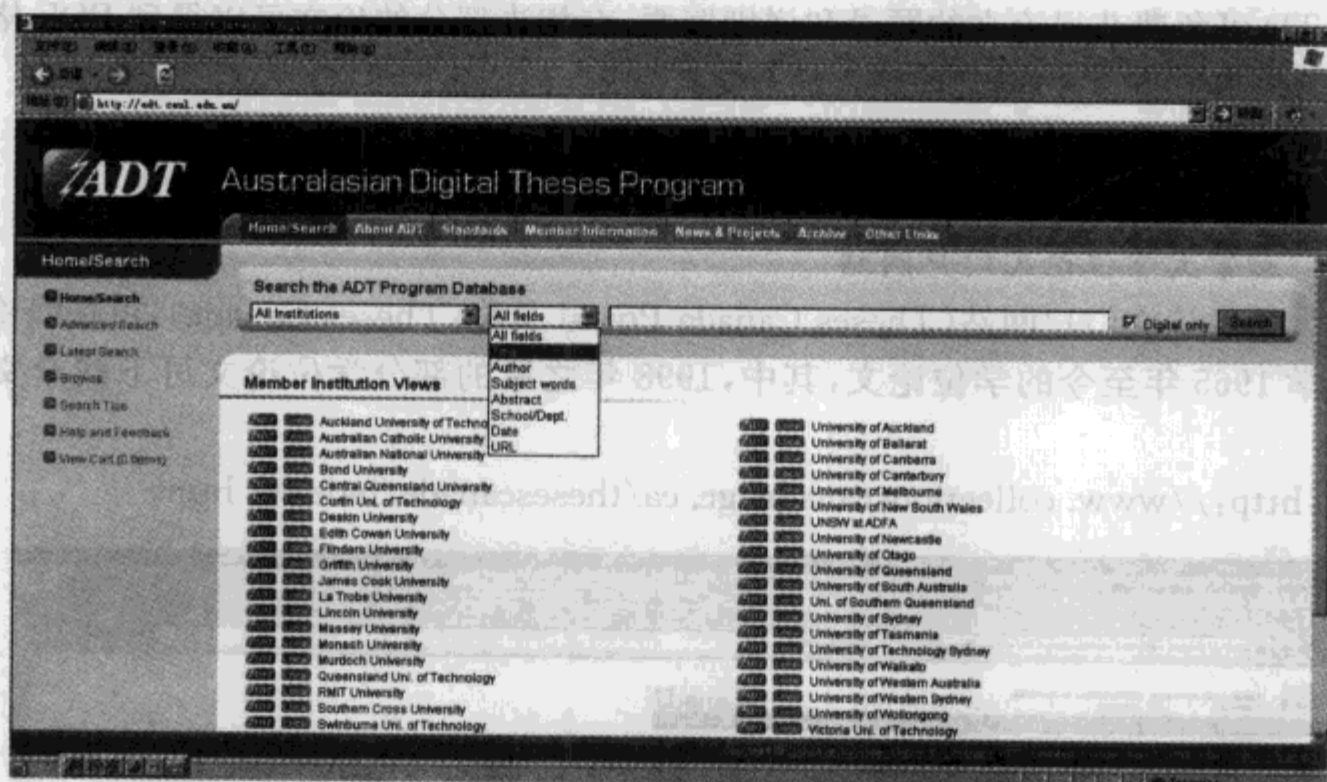 http://adt.caul.edu.au/
ADT Australasian Digital Theses Program
Home/Search About ADT Standards Member Information News & Projects Archive Other Links
Home/Search
Home/Search
Advanced Search
Latest Search
Browse
Search Tips
Help and Feedback
View Cart (0 items)
Search the ADT Program Database
All Institutions All fields Digital only Search
All fields
Author
Subject words
Abstract
School/Dept.
Date
URL
Member Institution Views
Auckland University of Techno
Australian Catholic University
Australian National University
Bond University
Central Queensland University
Curtin Uni. of Technology
Deakin University
Edith Cowan University
Flinders University
Griffith University
James Cook University
La Trobe University
Lincoln University
Massey University
Monash University
Murdoch University
Queensland Uni. of Technology
RMIT University
Southern Cross University
Swinburne Uni. of Technology
University of Auckland
University of Ballarat
University of Canberra
University of Canterbury
University of Melbourne
University of New South Wales
UNSW at ADFA
University of Newcastle
University of Otago
University of Queensland
University of South Australia
Uni. of Southern Queensland
University of Sydney
University of Tasmania
University of Technology Sydney
University of Waikato
University of Western Australia
University of Western Sydney
University of Wollongong
Victoria Uni. of Technology